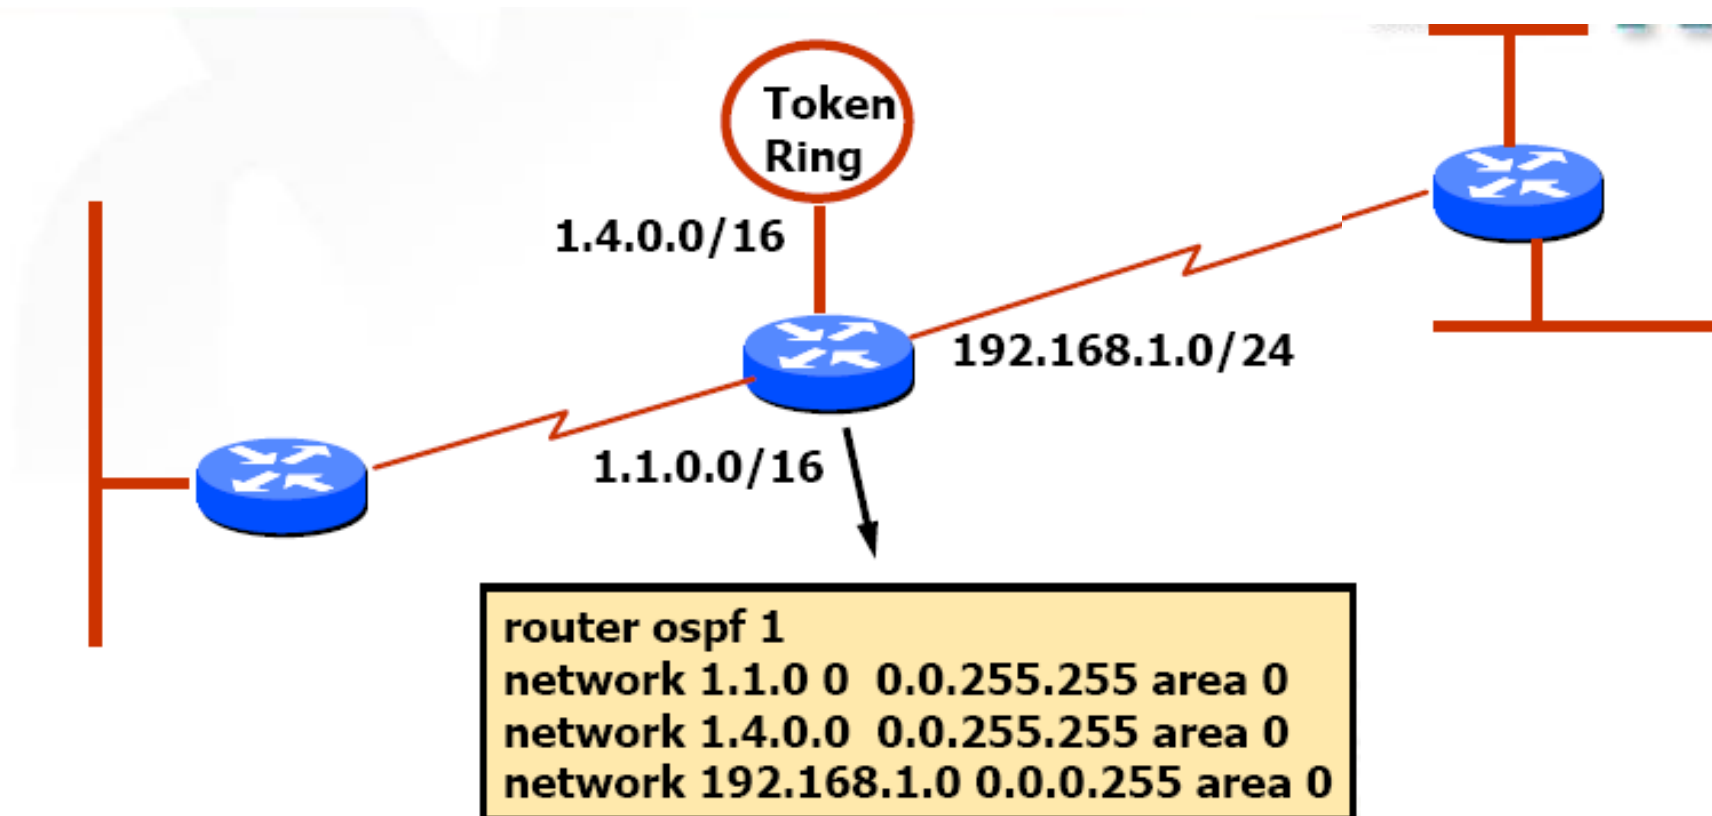 Token
Ring
1.4.0.0/16
192.168.1.0/24
1.1.0.0/16
router ospf 1
network 1.1.0 0  0.0.255.255 area 0
network 1.4.0.0  0.0.255.255 area 0
network 192.168.1.0 0.0.0.255 area 0